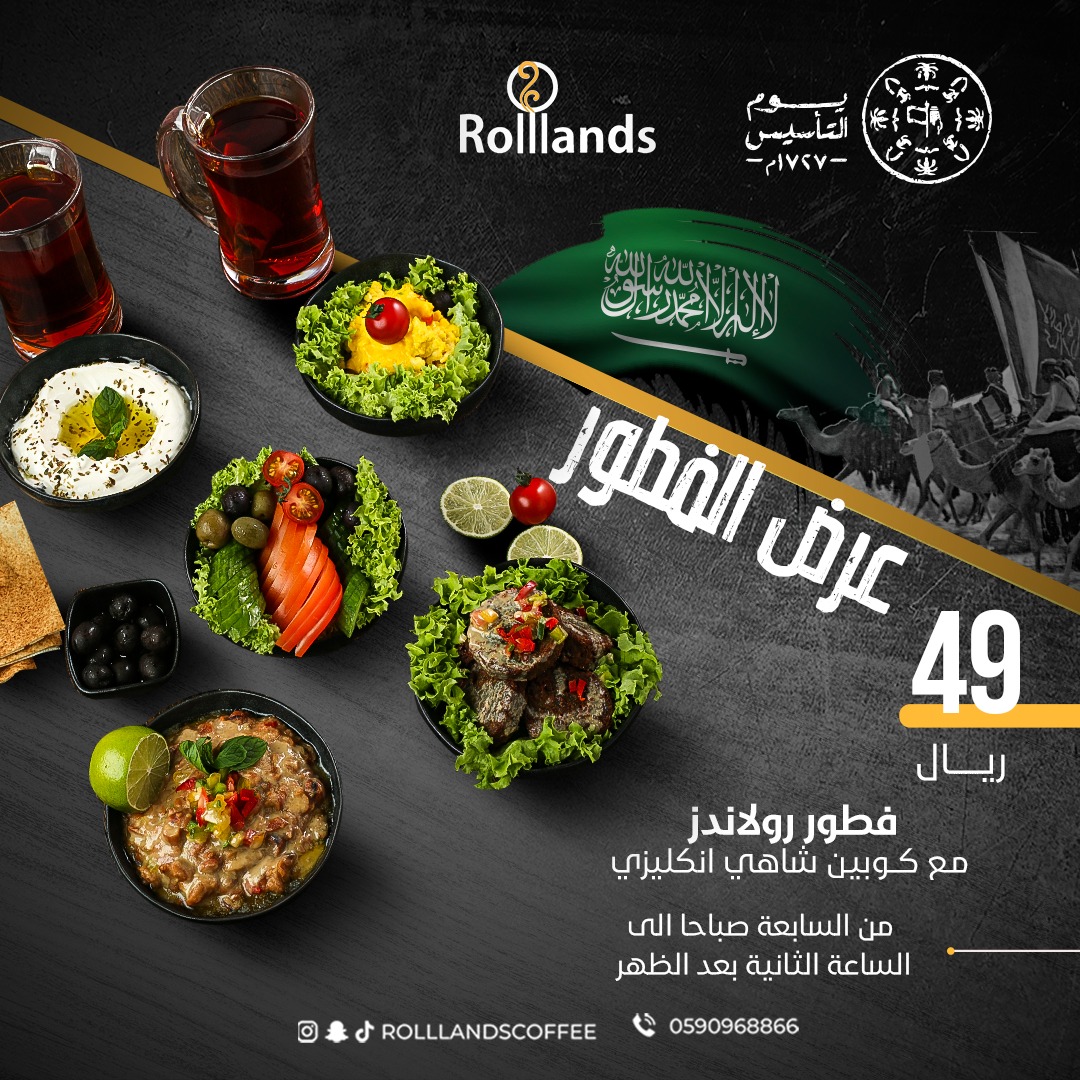 Rolllands
يوم
التأسيس
١٧٢٧م
لا إله إلا الله محمد رسول الله
عرض الفطور
49
ريال
فطور رولاندز
مع كوبين شاهي انكليزي
من السابعة صباحا الى
الساعة الثانية بعد الظهر
ROLLLANDSCOFFEE
0590968866